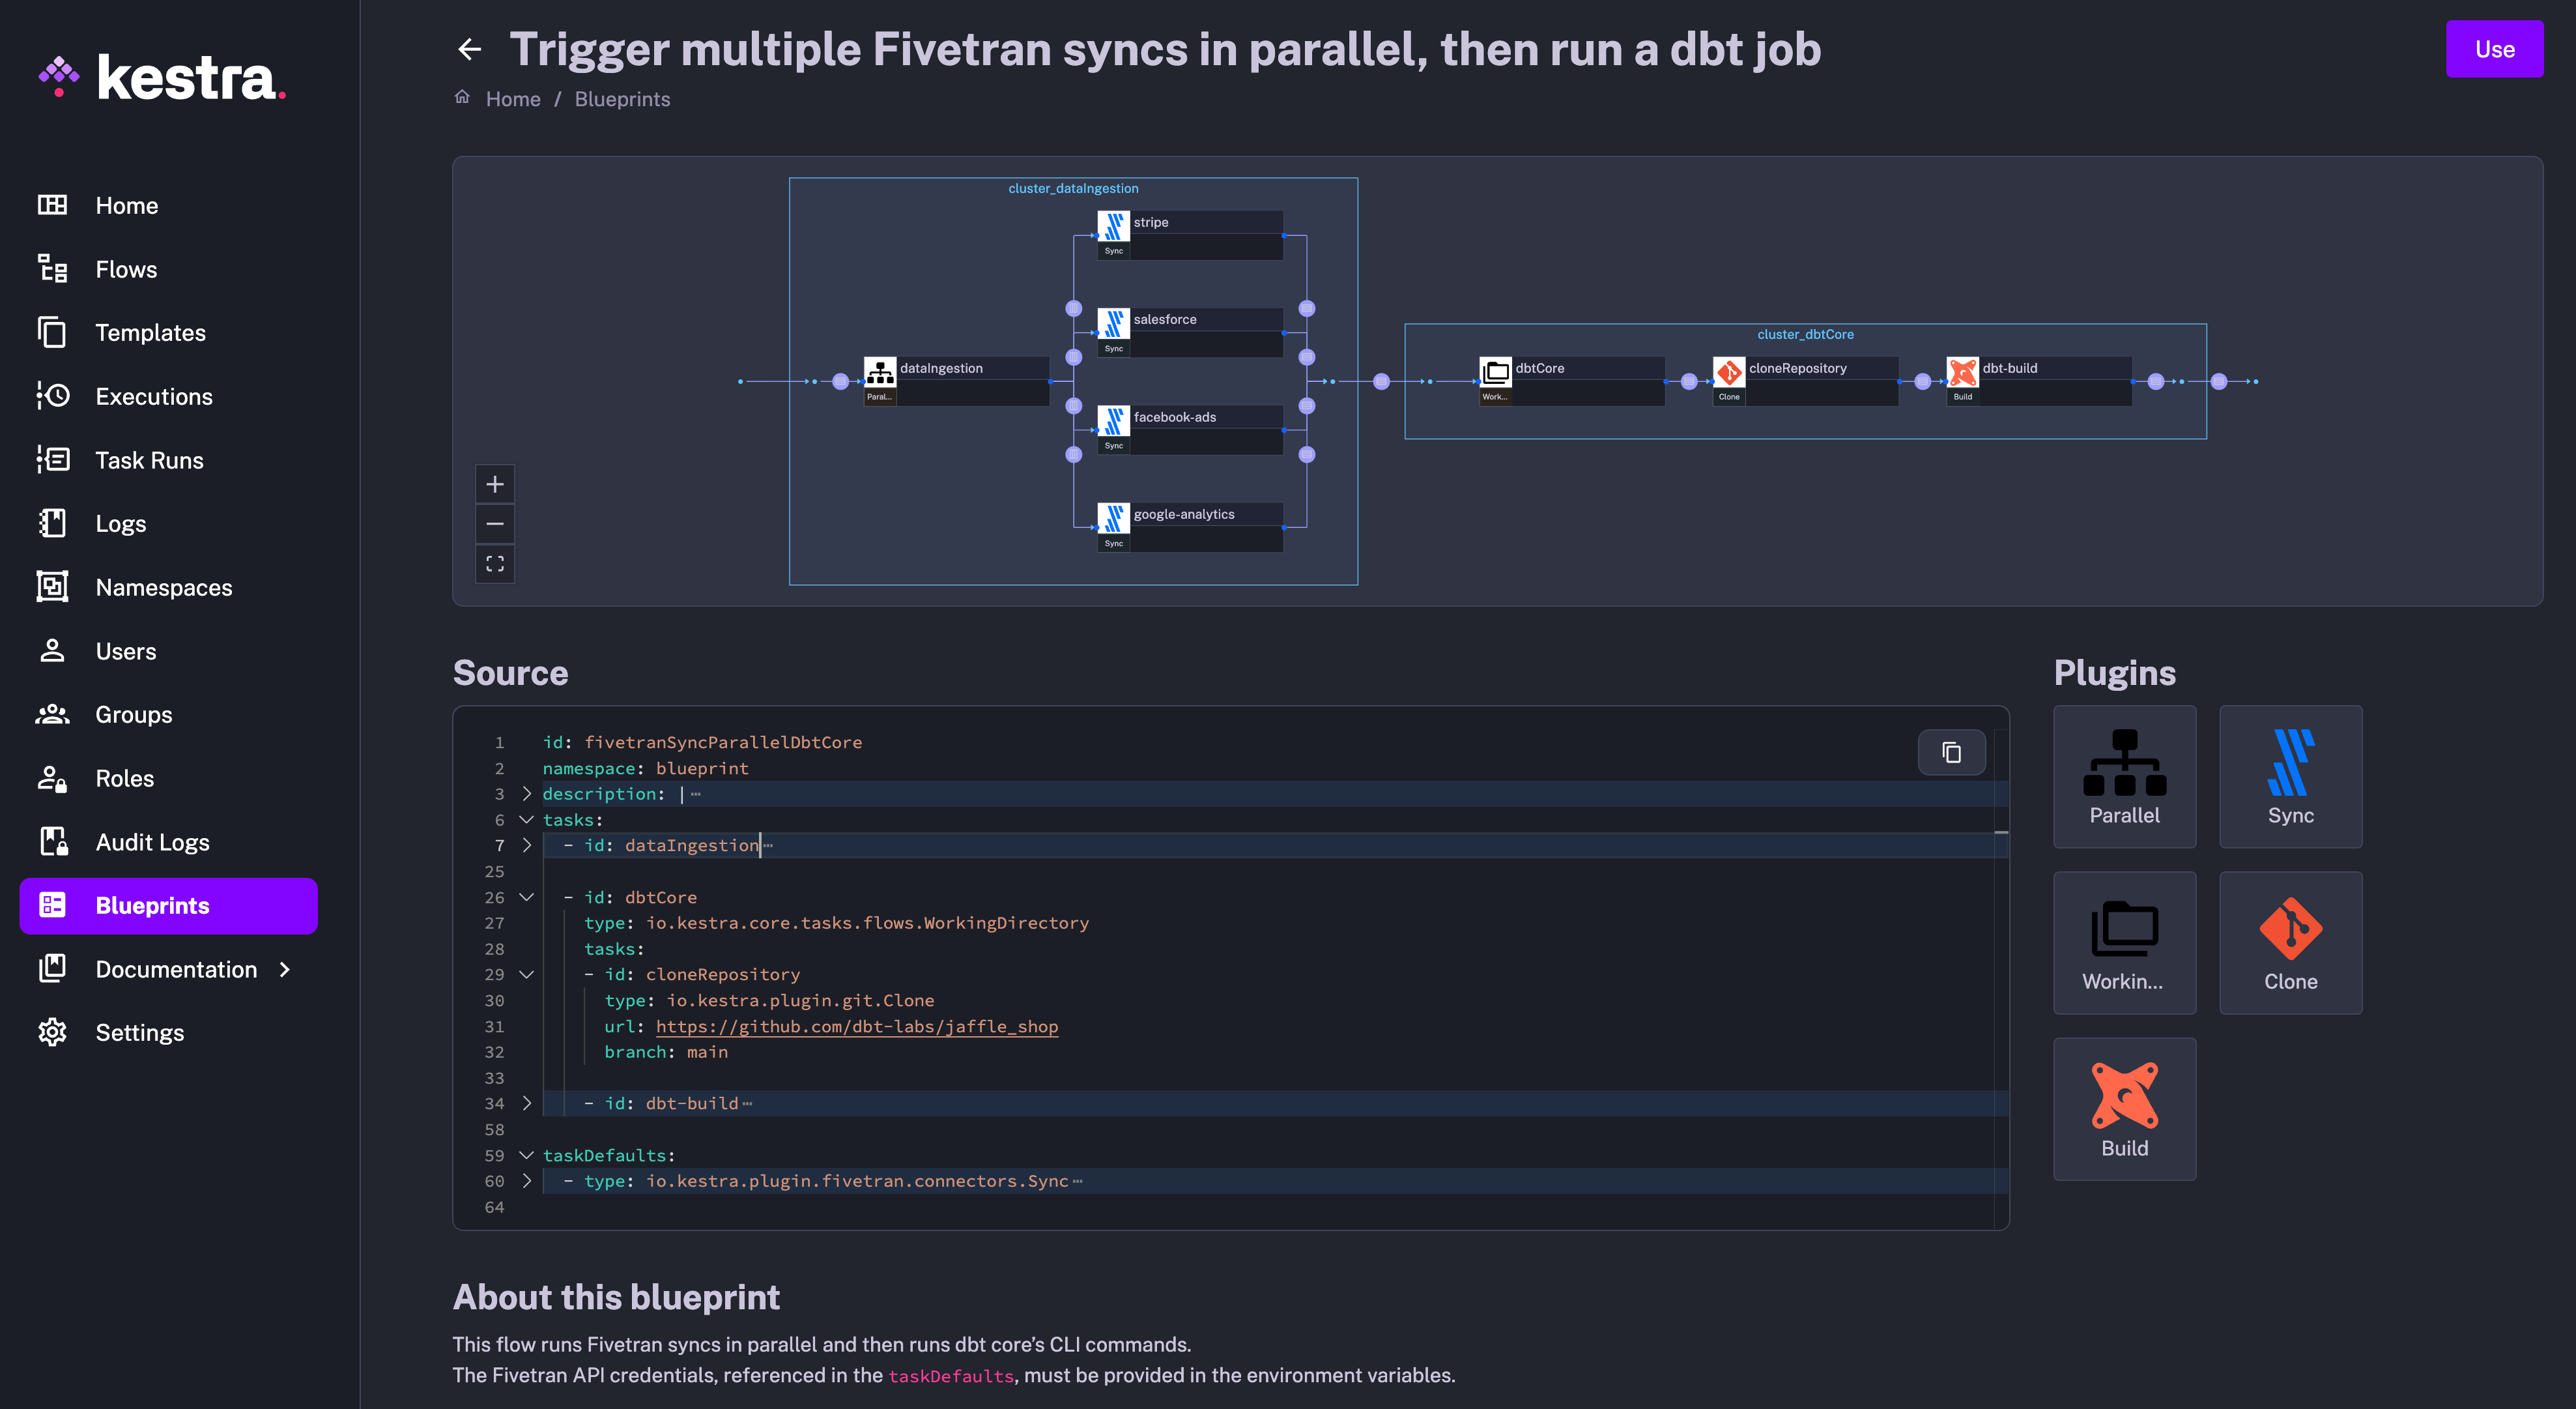 kestra.
Home
Flows
Templates
Executions
Task Runs
Logs
Namespaces
Users
Groups
Roles
Audit Logs
Blueprints
Documentation
Settings
Trigger multiple Fivetran syncs in parallel, then run a dbt job
Use
Home / Blueprints
cluster_dataIngestion
stripe
Sync
salesforce
Sync
dataIngestion
Paral...
facebook-ads
Sync
google-analytics
Sync
cluster_dbtCore
dbtCore
Work...
cloneRepository
Clone
dbt-build
Build
Source
1 id: fivetranSyncParallelDbtCore
2 namespace: blueprint
3 description: | ⋯
6 tasks:
7 - id: dataIngestion⋯
25
26 - id: dbtCore
27 type: io.kestra.core.tasks.flows.WorkingDirectory
28 tasks:
29 - id: cloneRepository
30 type: io.kestra.plugin.git.Clone
31 url: https://github.com/dbt-labs/jaffle_shop
32 branch: main
33
34 - id: dbt-build⋯
58
59 taskDefaults:
60 - type: io.kestra.plugin.fivetran.connectors.Sync⋯
64
Plugins
Parallel
Sync
Workin...
Clone
Build
About this blueprint
This flow runs Fivetran syncs in parallel and then runs dbt core’s CLI commands.
The Fivetran API credentials, referenced in the taskDefaults, must be provided in the environment variables.